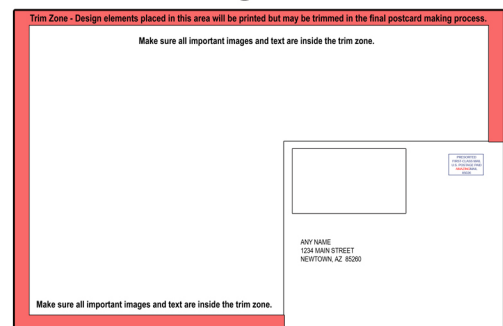 Trim Zone - Design elements placed in this area will be printed but may be trimmed in the final postcard making process.
Make sure all important images and text are inside the trim zone.
PRESORTED
FIRST CLASS MAIL
U.S. POSTAGE PAID
ANY NAME
1234 MAIN STREET
NEWTOWN, AZ 85260
Make sure all important images and text are inside the trim zone.